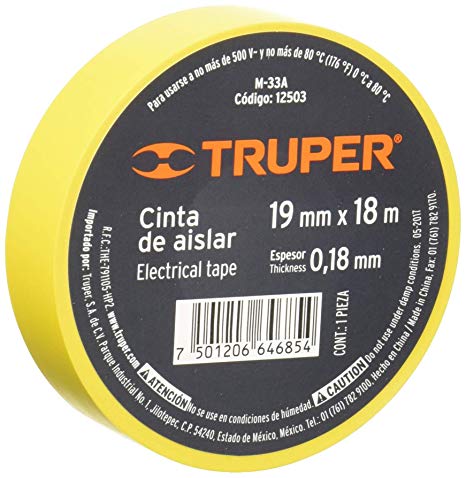 Para usarse a no más de 500 V~ y no más de 80 °C (176 °F) 0 °C a 80 °C
M-33A
Código: 12503
TRUPER®
Cinta de aislar
Electrical tape
19 mm x 18 m
Espesor
Thickness
0,18 mm
7 501206 646854
CONT.: 1 PIEZA
ATENCIÓN No se use en condiciones de húmedad.
CAUTION Do not use under damp conditions. 05-2017
Importado por: Truper, S.A. de C.V. Parque Industrial No. 1, Jilotepec, C.P. 54240, Estado de México, México. Tel.: 01 (761) 782 9100, Fax: 01 (761) 782 9170.
R.F.C.: THE-791105-HP2. www.truper.com
Hecho en China / Made in China,